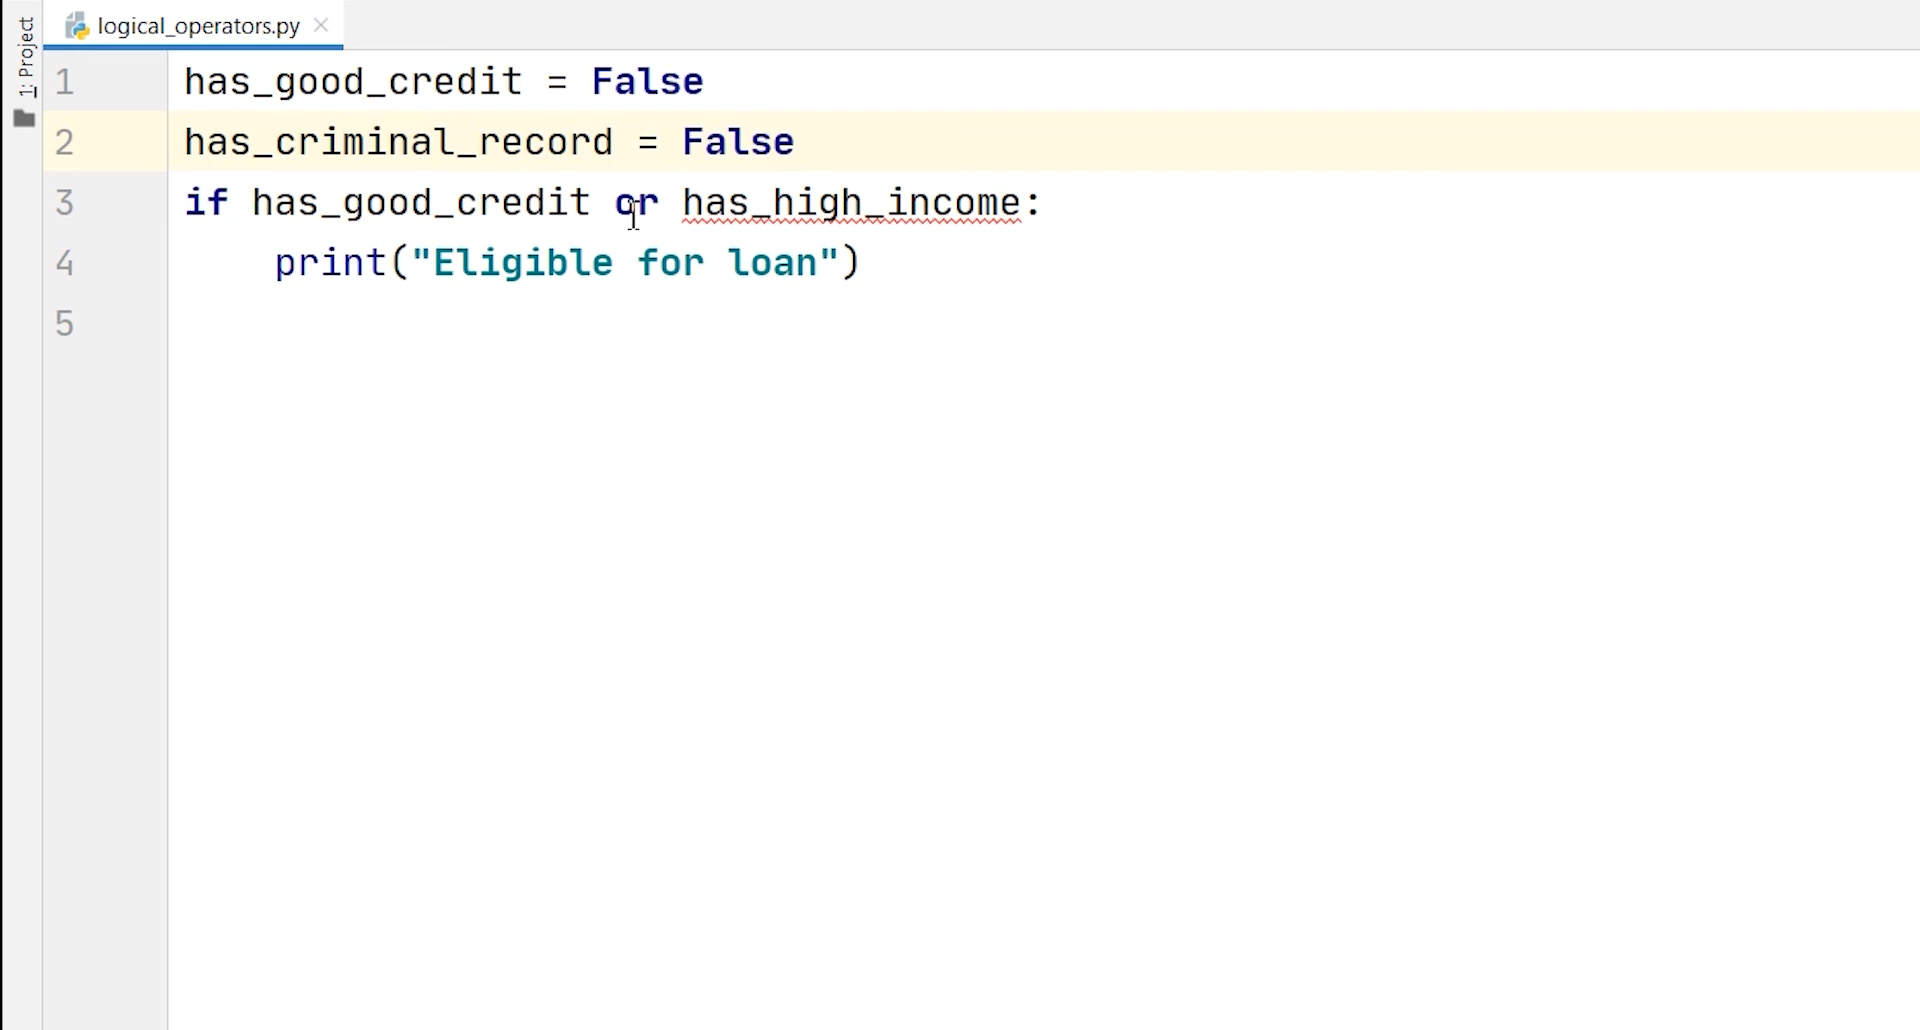 logical_operators.py
1: Project
1 has_good_credit = False
2 has_criminal_record = False
3 if has_good_credit or has_high_income:
4     print("Eligible for loan")
5